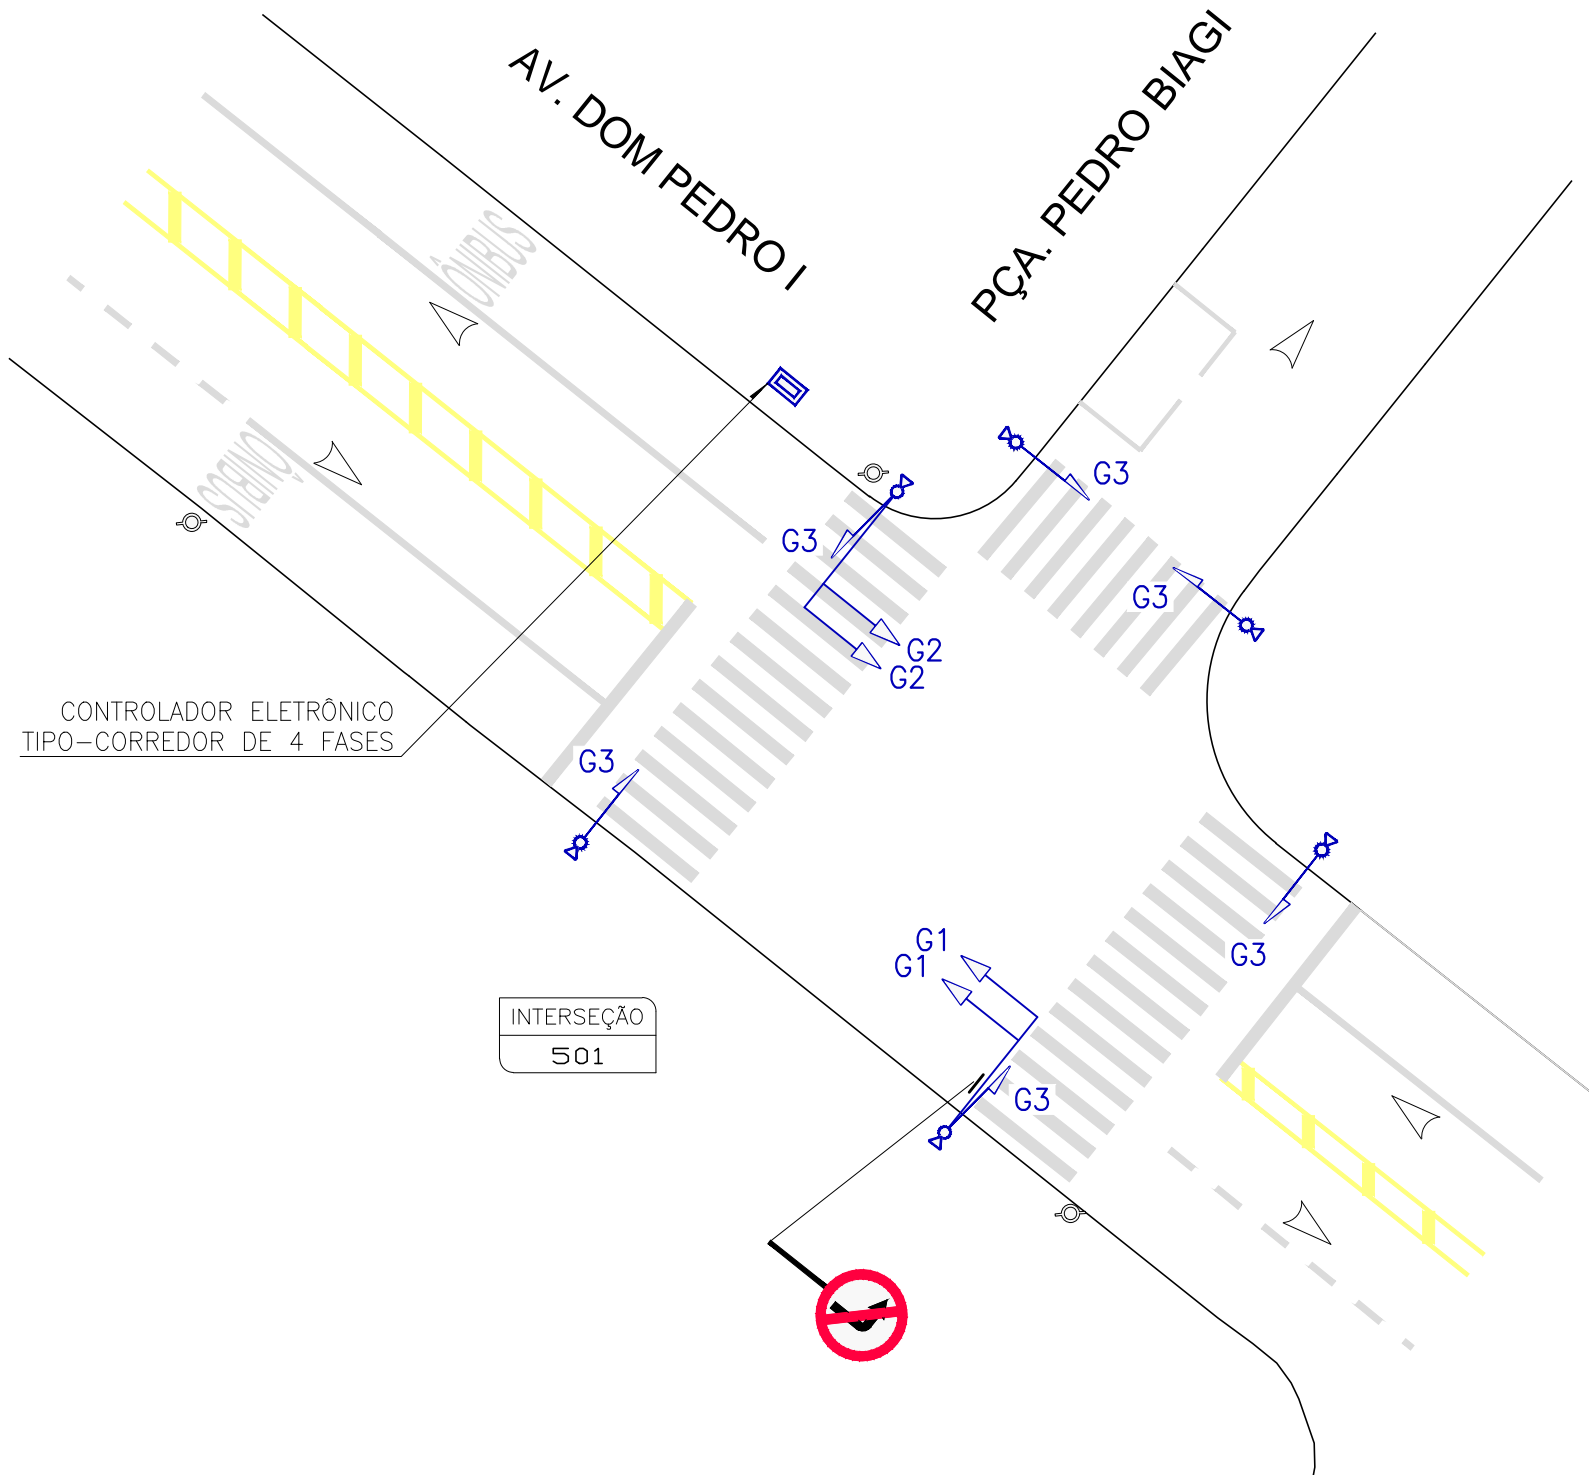 AV. DOM PEDRO I
PÇA. PEDRO BIAGI
ÔNIBUS
ÔNIBUS
G3
G3
G3
G2
G2
CONTROLADOR ELETRÔNICO
TIPO-CORREDOR DE 4 FASES
G3
G1
G1
G3
G3
INTERSEÇÃO
501